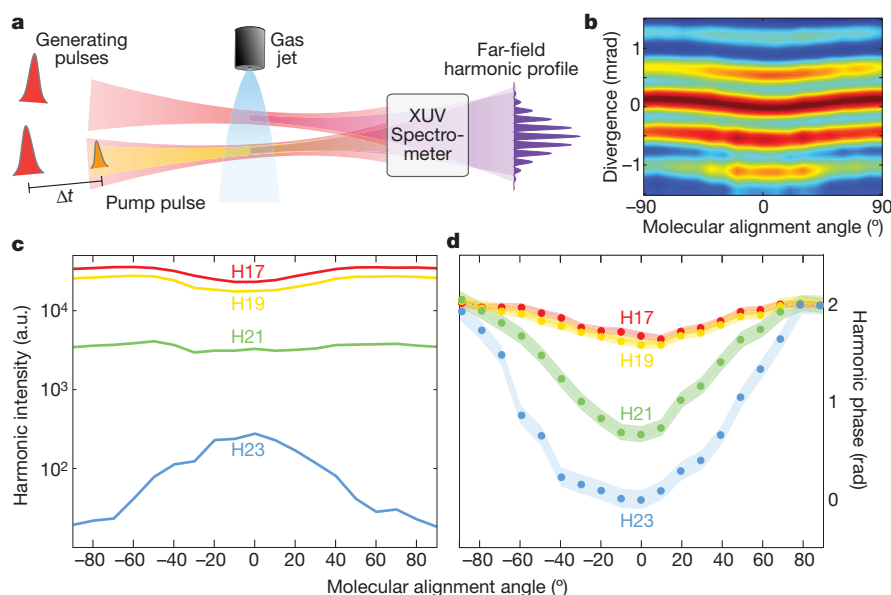 a
Generating
pulses
Gas
jet
Far-field
harmonic profile
XUV
Spectro-
meter
Δt
Pump pulse
b
Divergence (mrad)
1
0
−1
−90
0
90
Molecular alignment angle (º)
c
Harmonic intensity (a.u.)
10⁴
10³
10²
H17
H19
H21
H23
−80 −60 −40 −20 0 20 40 60 80
d
H17
H19
H21
H23
2
1
0
Harmonic phase (rad)
−80 −60 −40 −20 0 20 40 60 80
Molecular alignment angle (º)